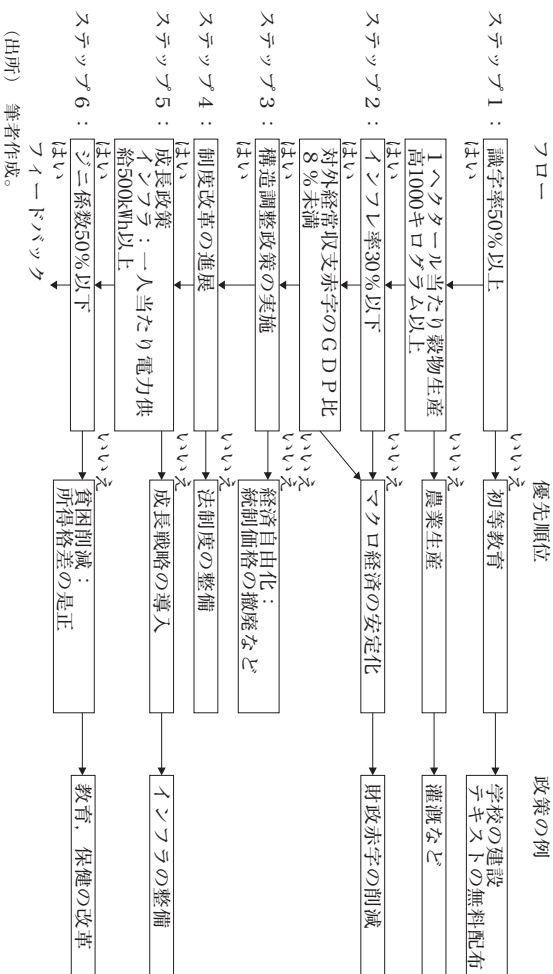 フロー
優先順位
政策の例
ステップ1：
識字率50％以上
いいえ
初等教育
学校の建設
テキストの無料配布
はい
1ヘクタール当たり穀物生産
高1000キログラム以上
いいえ
農業生産
灌漑など
はい
ステップ2：
インフレ率30％以下
いいえ
マクロ経済の安定化
財政赤字の削減
はい
対外経常収支赤字のGDP比
8％未満
いいえ
はい
ステップ3：
構造調整政策の実施
いいえ
経済自由化：
統制価格の撤廃など
はい
ステップ4：
制度改革の進展
いいえ
法制度の整備
はい
ステップ5：
成長政策
インフラ：一人当たり電力供
給500kWh以上
いいえ
成長戦略の導入
インフラの整備
はい
ステップ6：
ジニ係数50％以下
いいえ
貧困削減：
所得格差の是正
教育，保健の改革
はい
フィードバック
（出所） 筆者作成。